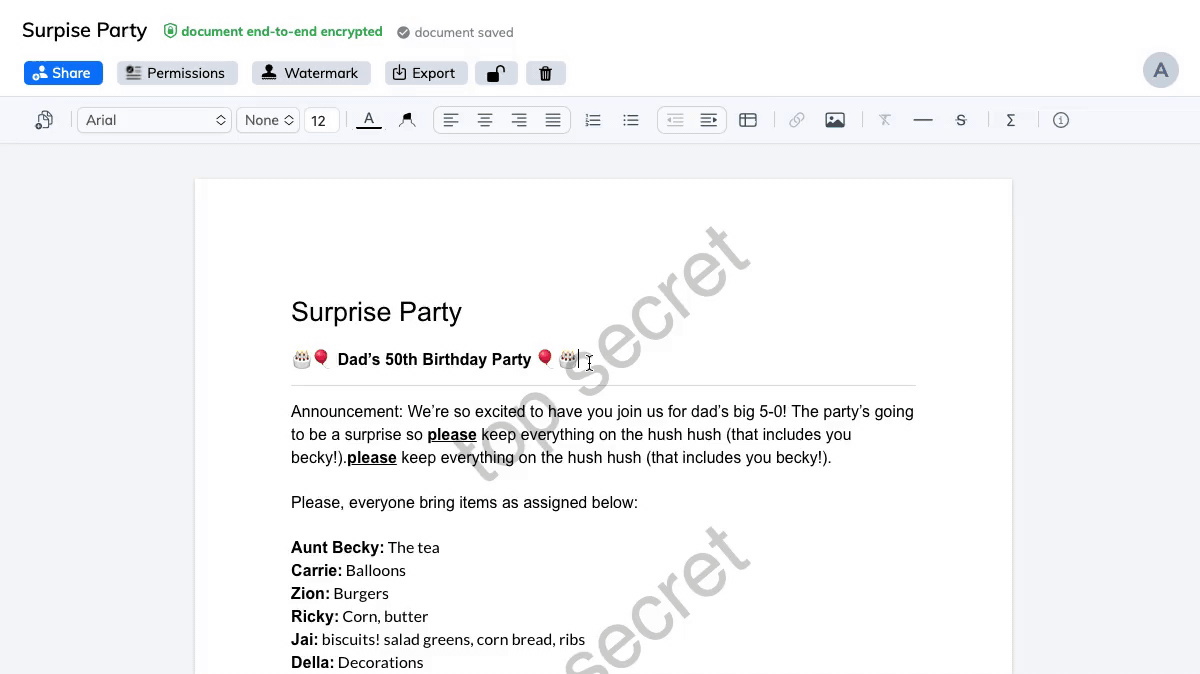 Surpise Party document end-to-end encrypted document saved
Share Permissions Watermark Export
A
Arial None 12 A S Σ
top secret
Surprise Party
🎂🎈 Dad's 50th Birthday Party 🎈🎂
Announcement: We're so excited to have you join us for dad's big 5-0! The party's going
to be a surprise so please keep everything on the hush hush (that includes you
becky!).please keep everything on the hush hush (that includes you becky!).
Please, everyone bring items as assigned below:
secret
Aunt Becky: The tea
Carrie: Balloons
Zion: Burgers
Ricky: Corn, butter
Jai: biscuits! salad greens, corn bread, ribs
Della: Decorations